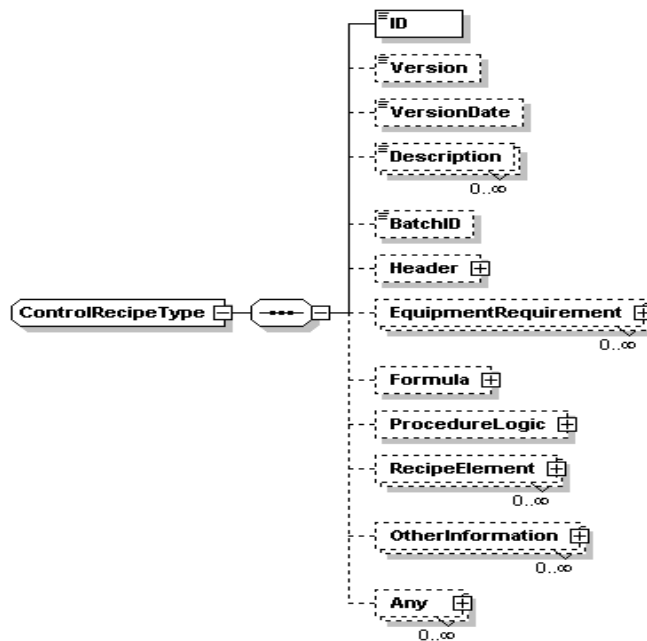 ID
Version
VersionDate
Description
0..∞
BatchID
Header
ControlRecipeType
EquipmentRequirement
0..∞
Formula
ProcedureLogic
RecipeElement
0..∞
OtherInformation
0..∞
Any
0..∞